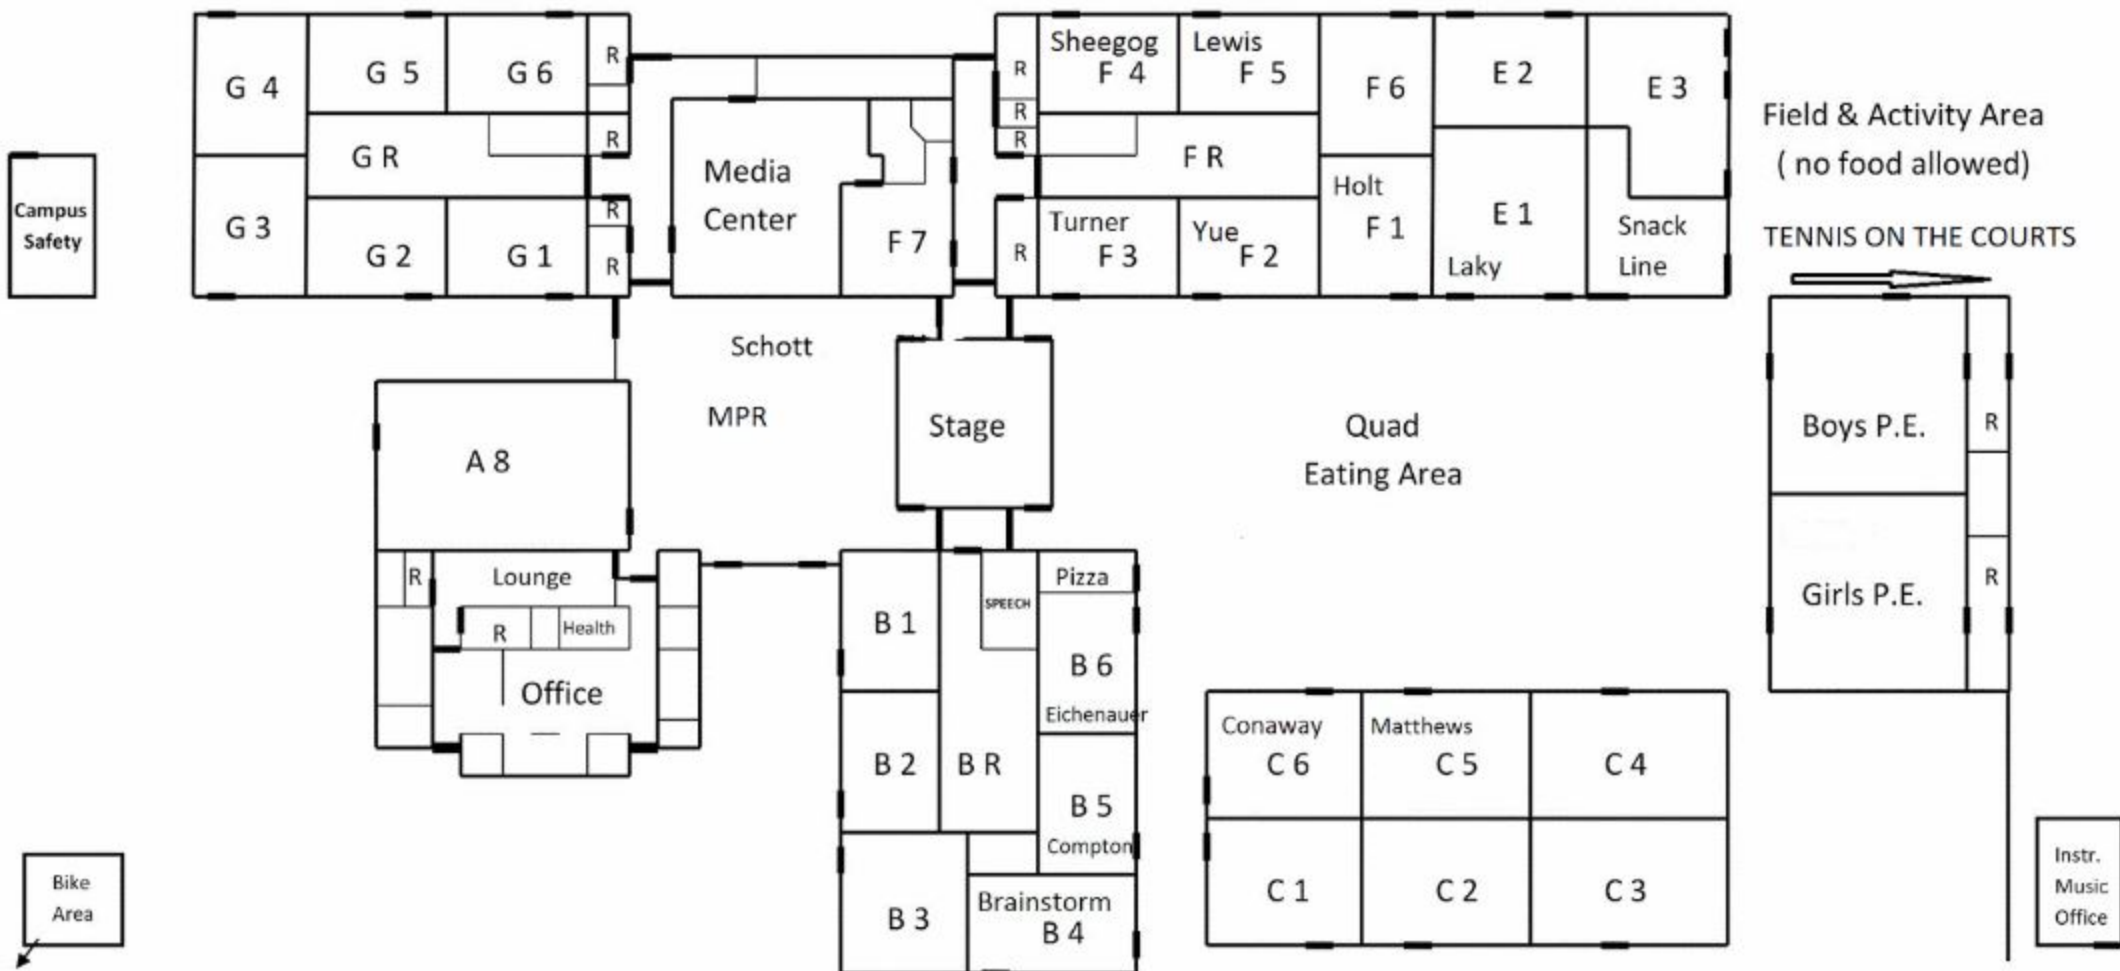 G 4
G 5
G 6
R
G R
R
G 3
G 2
G 1
R
R
Campus
Safety
Media
Center
F 7
R
R
R
R
Sheegog
F 4
Lewis
F 5
F 6
E 2
E 3
F R
Turner
F 3
Yue
F 2
Holt
F 1
E 1
Laky
Snack
Line
Field & Activity Area
( no food allowed)
TENNIS ON THE COURTS
Schott
MPR
Stage
Quad
Eating Area
Boys P.E.
R
Girls P.E.
R
A 8
R
Lounge
R
Health
Office
B 1
B 2
B R
SPEECH
Pizza
B 6
Eichenauer
B 5
Compton
B 3
Brainstorm
B 4
Conaway
C 6
Matthews
C 5
C 4
C 1
C 2
C 3
Bike
Area
Instr.
Music
Office